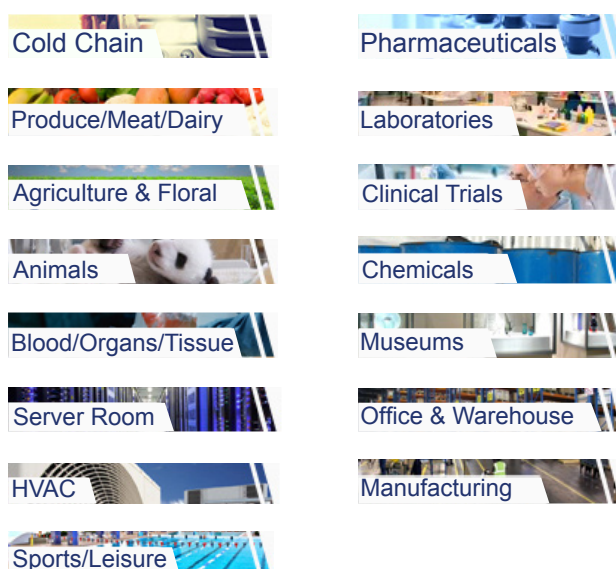 Cold Chain
Pharmaceuticals
Produce/Meat/Dairy
Laboratories
Agriculture & Floral
Clinical Trials
Animals
Chemicals
Blood/Organs/Tissue
Museums
Server Room
Office & Warehouse
HVAC
Manufacturing
Sports/Leisure